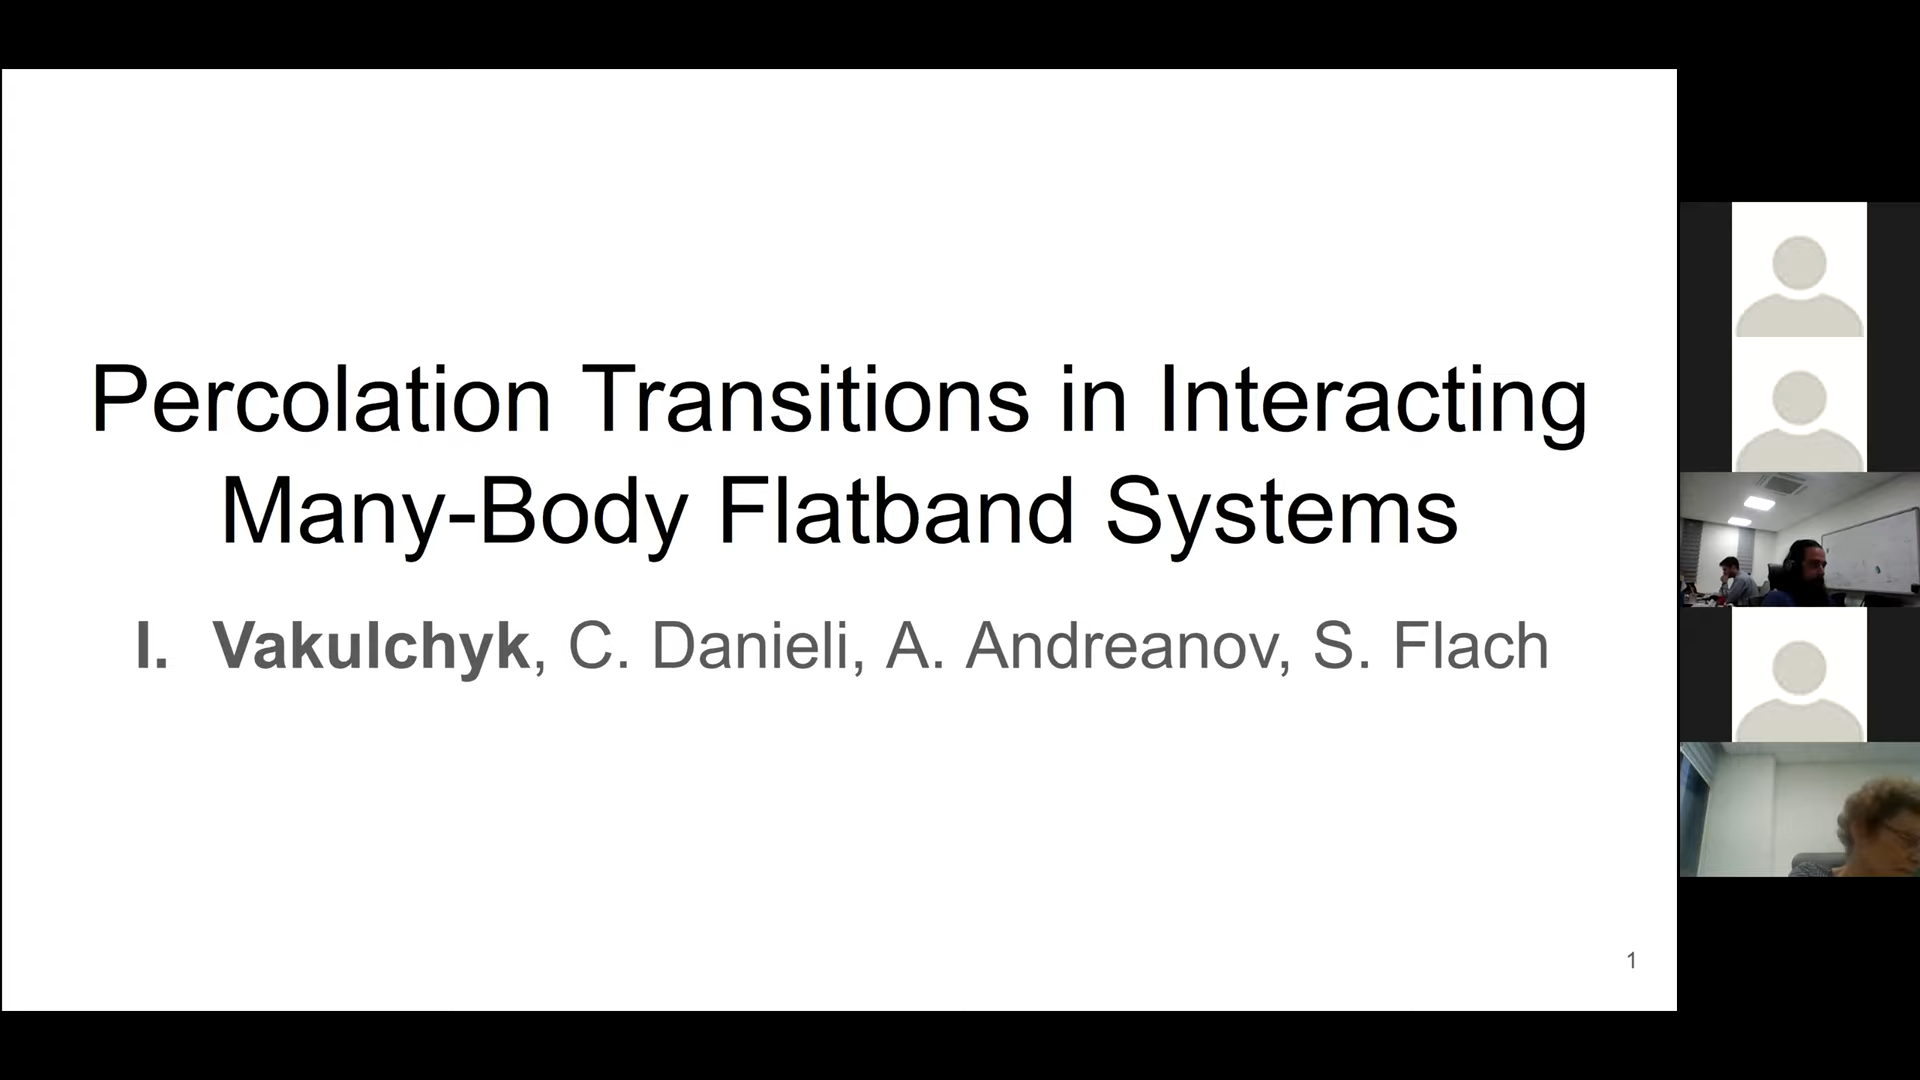 Percolation Transitions in Interacting
Many-Body Flatband Systems
I. Vakulchyk, C. Danieli, A. Andreanov, S. Flach
1